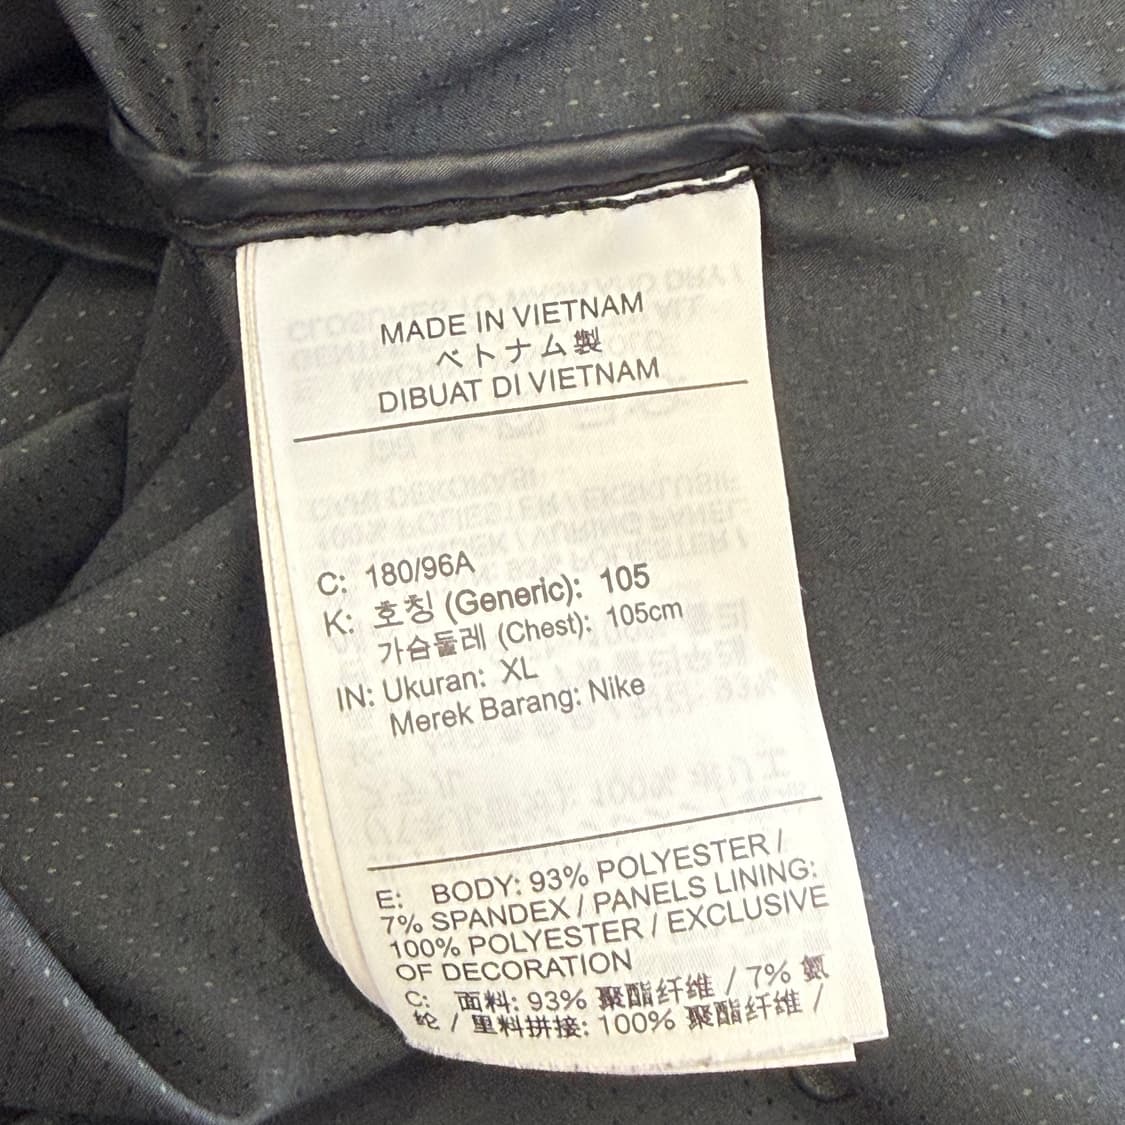 MADE IN VIETNAM
ベトナム製
DIBUAT DI VIETNAM
C: 180/96A
K: 호칭 (Generic): 105
가슴둘레 (Chest): 105cm
IN: Ukuran: XL
Merek Barang: Nike
E: BODY: 93% POLYESTER /
7% SPANDEX / PANELS LINING:
100% POLYESTER / EXCLUSIVE
OF DECORATION
C: 面料: 93% 聚酯纤维 / 7% 氨
纶 / 里料拼接: 100% 聚酯纤维 /